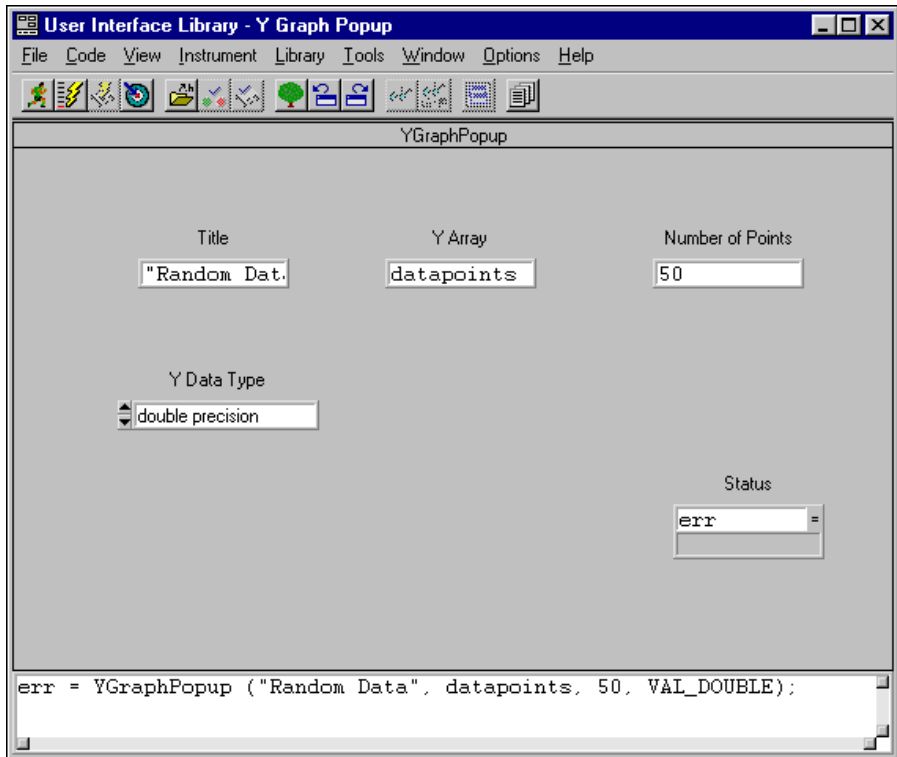 User Interface Library - Y Graph Popup
File Code View Instrument Library Tools Window Options Help
YGraphPopup
Title Y Array Number of Points
"Random Dat. datapoints 50
Y Data Type
double precision
Status
err =
err = YGraphPopup ("Random Data", datapoints, 50, VAL_DOUBLE);